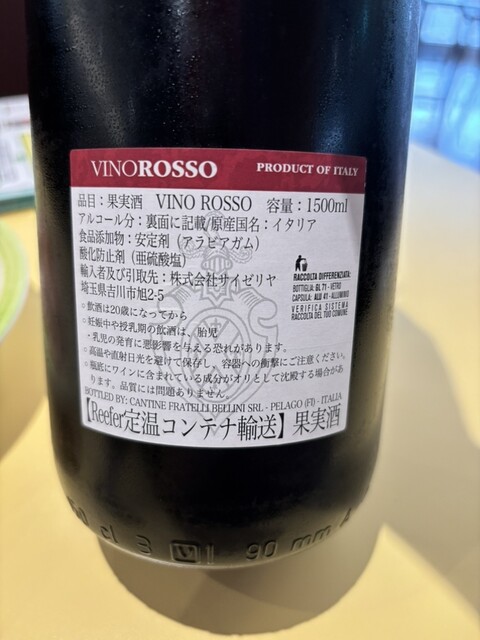 VINOROSSO PRODUCT OF ITALY
品目：果実酒 VINO ROSSO 容量：1500ml
アルコール分：裏面に記載/原産国名：イタリア
食品添加物：安定剤（アラビアガム）
酸化防止剤（亜硫酸塩）
輸入者及び引取先：株式会社サイゼリヤ
埼玉県吉川市旭2-5
RACCOLTA DIFFERENZIATA:
BOTTIGLIA: GL 71 - VETRO
CAPSULA: ALU 41 - ALLUMINIO
VERIFICA SISTEMA
RACCOLTA DEL TUO COMUNE
○飲酒は20歳になってから
○妊娠中や授乳期の飲酒は、胎児
・乳児の発育に悪影響を与える恐れがあります。
○高温や直射日光を避けて保存し、容器への衝撃にご注意ください。
○瓶底にワインに含まれている成分がオリとして沈殿する場合があ
ります。品質には問題ありません。
BOTTLED BY: CANTINE FRATELLI BELLINI SRL - PELAGO (FI) - ITALIA
【Reefer定温コンテナ輸送】果実酒
0 cl 3 90 mm